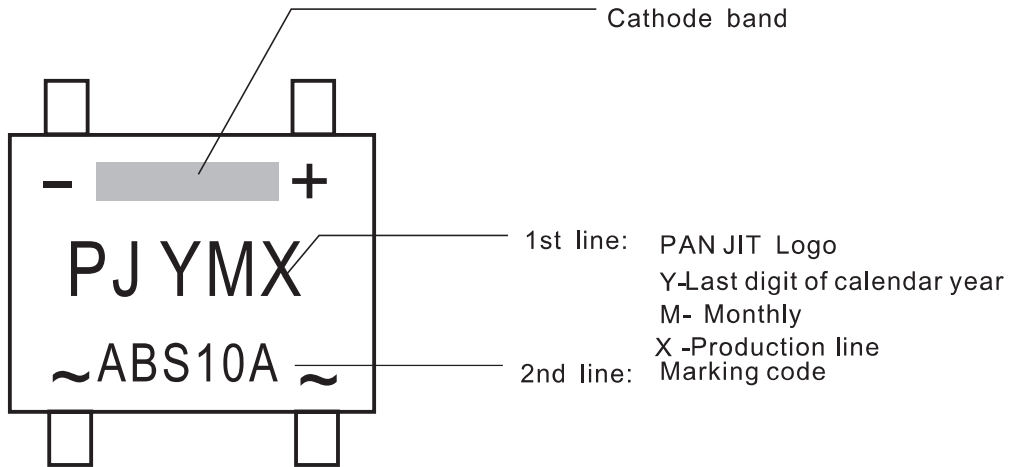 Cathode band
- +
PJ YMX
1st line: PAN JIT Logo
Y-Last digit of calendar year
M- Monthly
X -Production line
~ABS10A ~
2nd line: Marking code